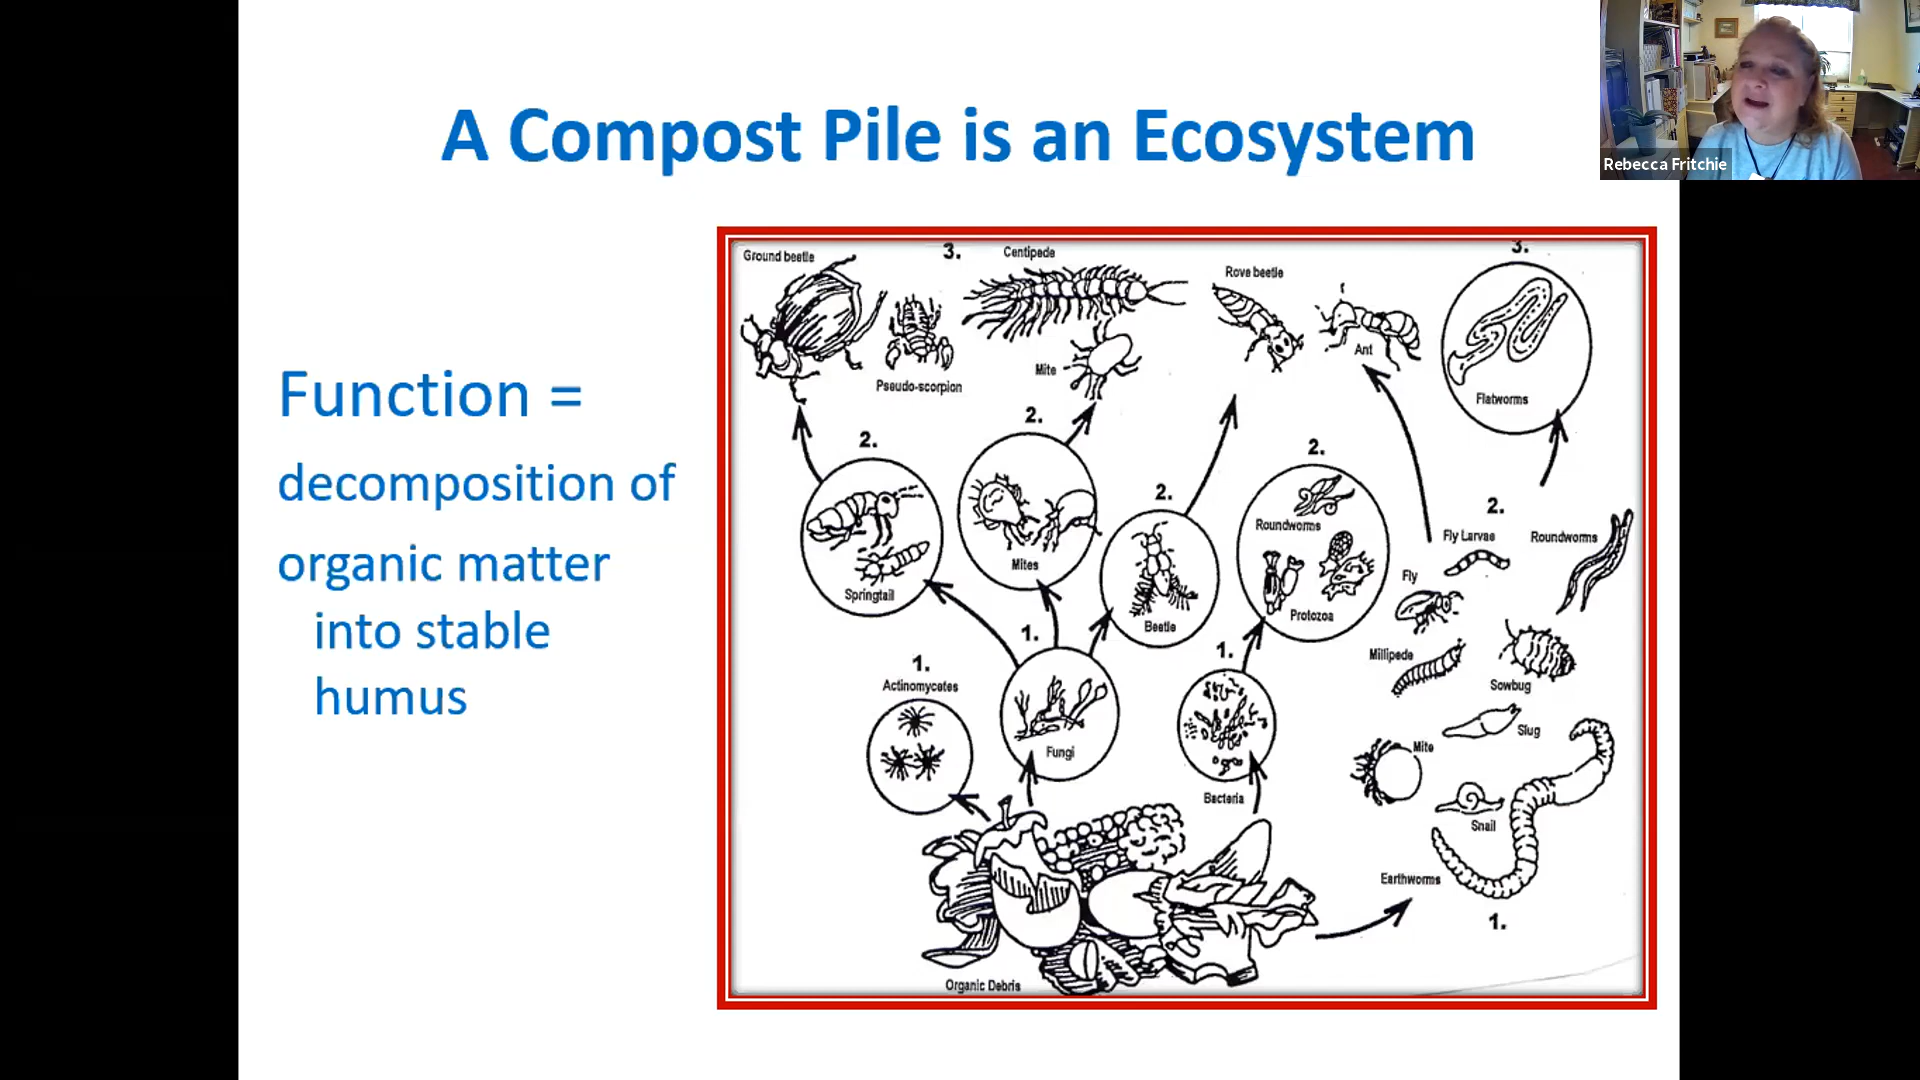 A Compost Pile is an Ecosystem
Rebecca Fritchie
Function =
decomposition of
organic matter
into stable
humus
Ground beetle
3.
Centipede
Rove beetle
3.
Pseudo-scorpion
Mite
Ant
Flatworms
2.
2.
2.
2.
2.
Springtail
Mites
Beetle
Roundworms
Protozoa
Fly Larvae
Roundworms
Fly
Millipede
Sowbug
1.
Actinomycetes
1.
Fungi
1.
Bacteria
Slug
Mite
Snail
Earthworms
1.
Organic Debris